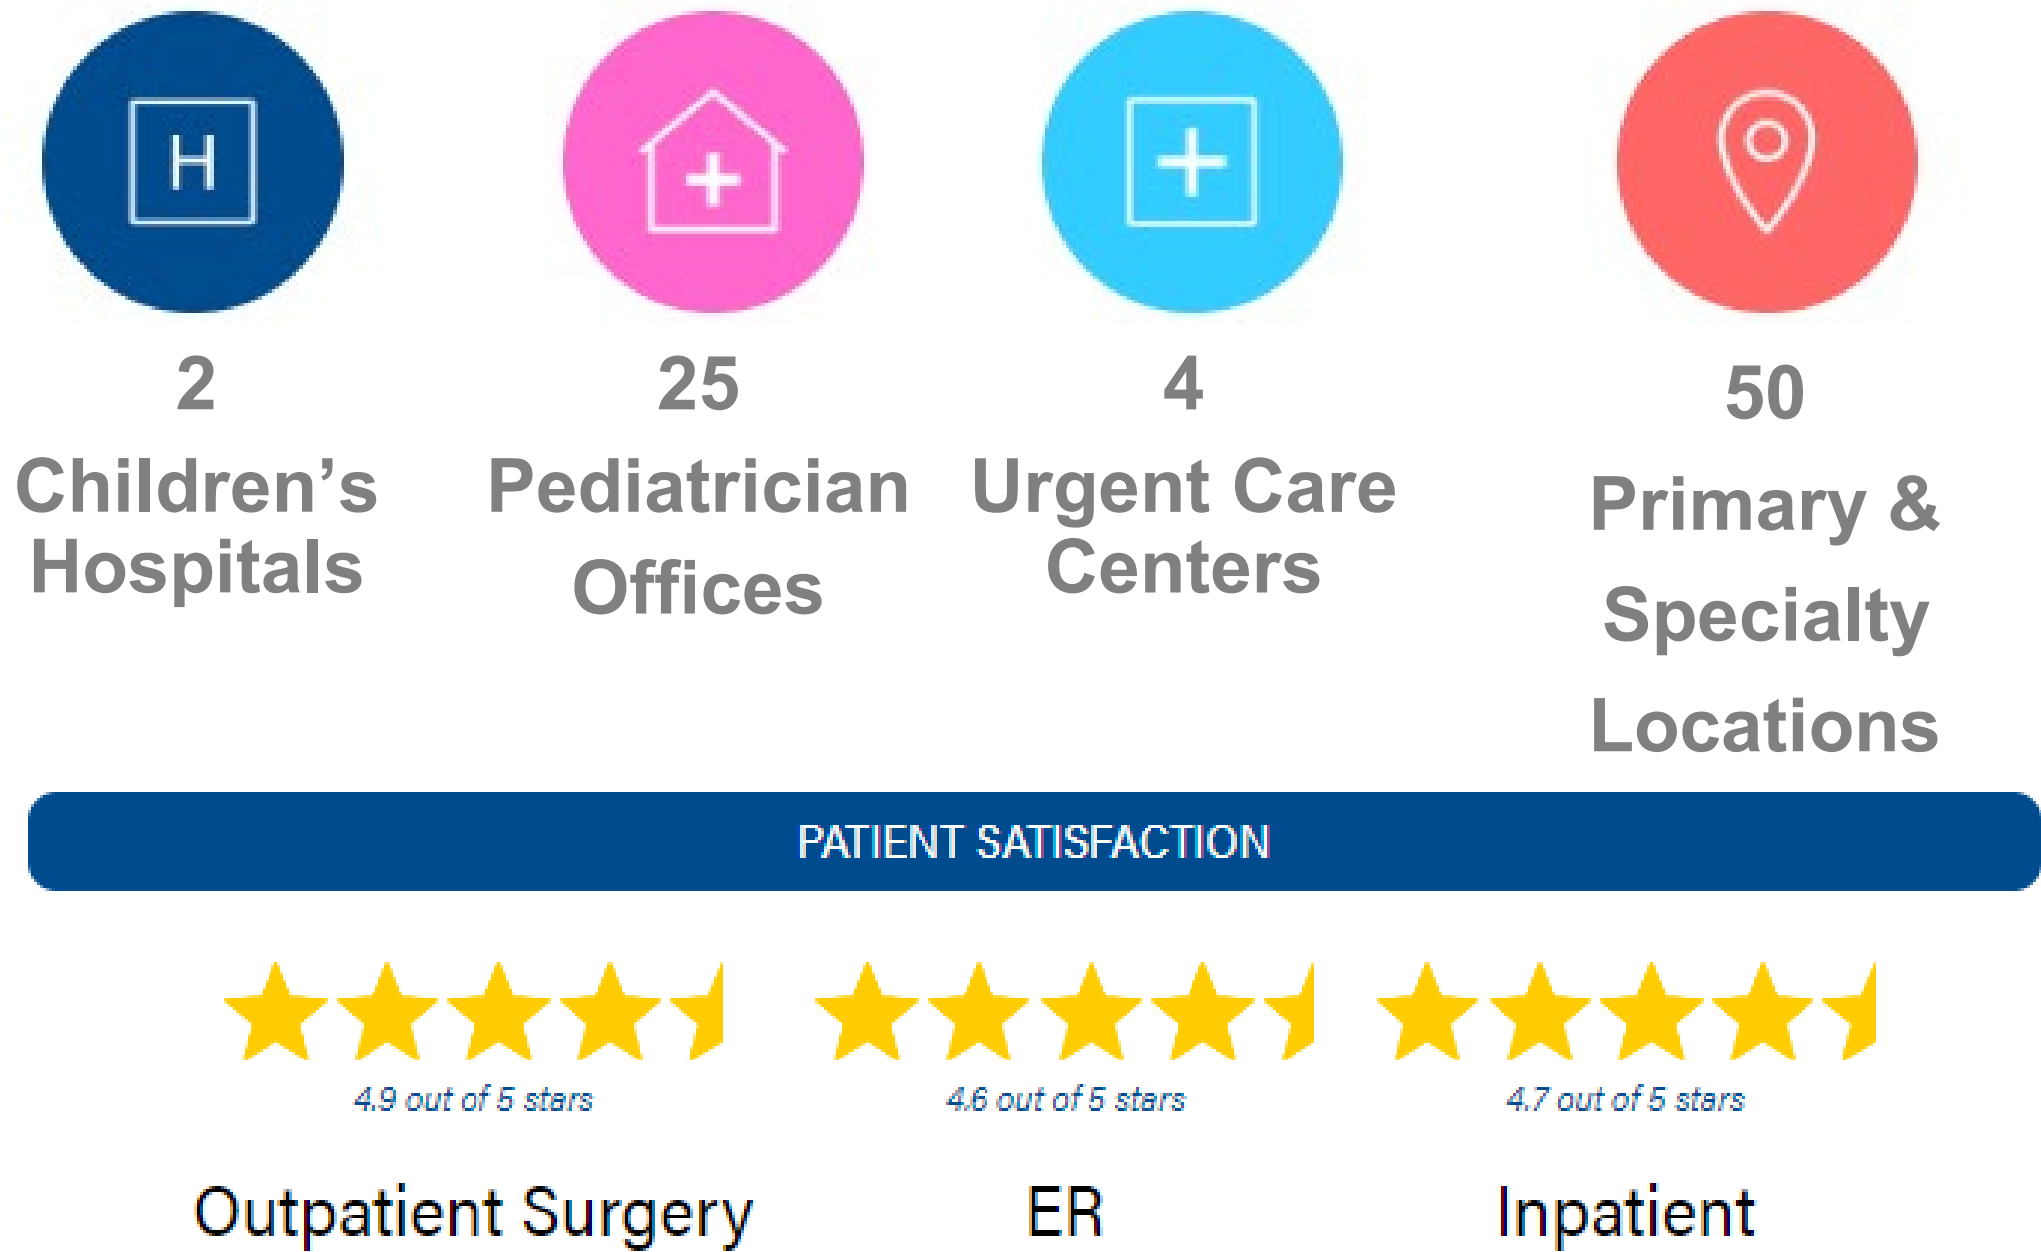 H
2
Children’s
Hospitals
25
Pediatrician
Offices
4
Urgent Care
Centers
50
Primary &
Specialty
Locations
PATIENT SATISFACTION
4.9 out of 5 stars
Outpatient Surgery
4.6 out of 5 stars
ER
4.7 out of 5 stars
Inpatient